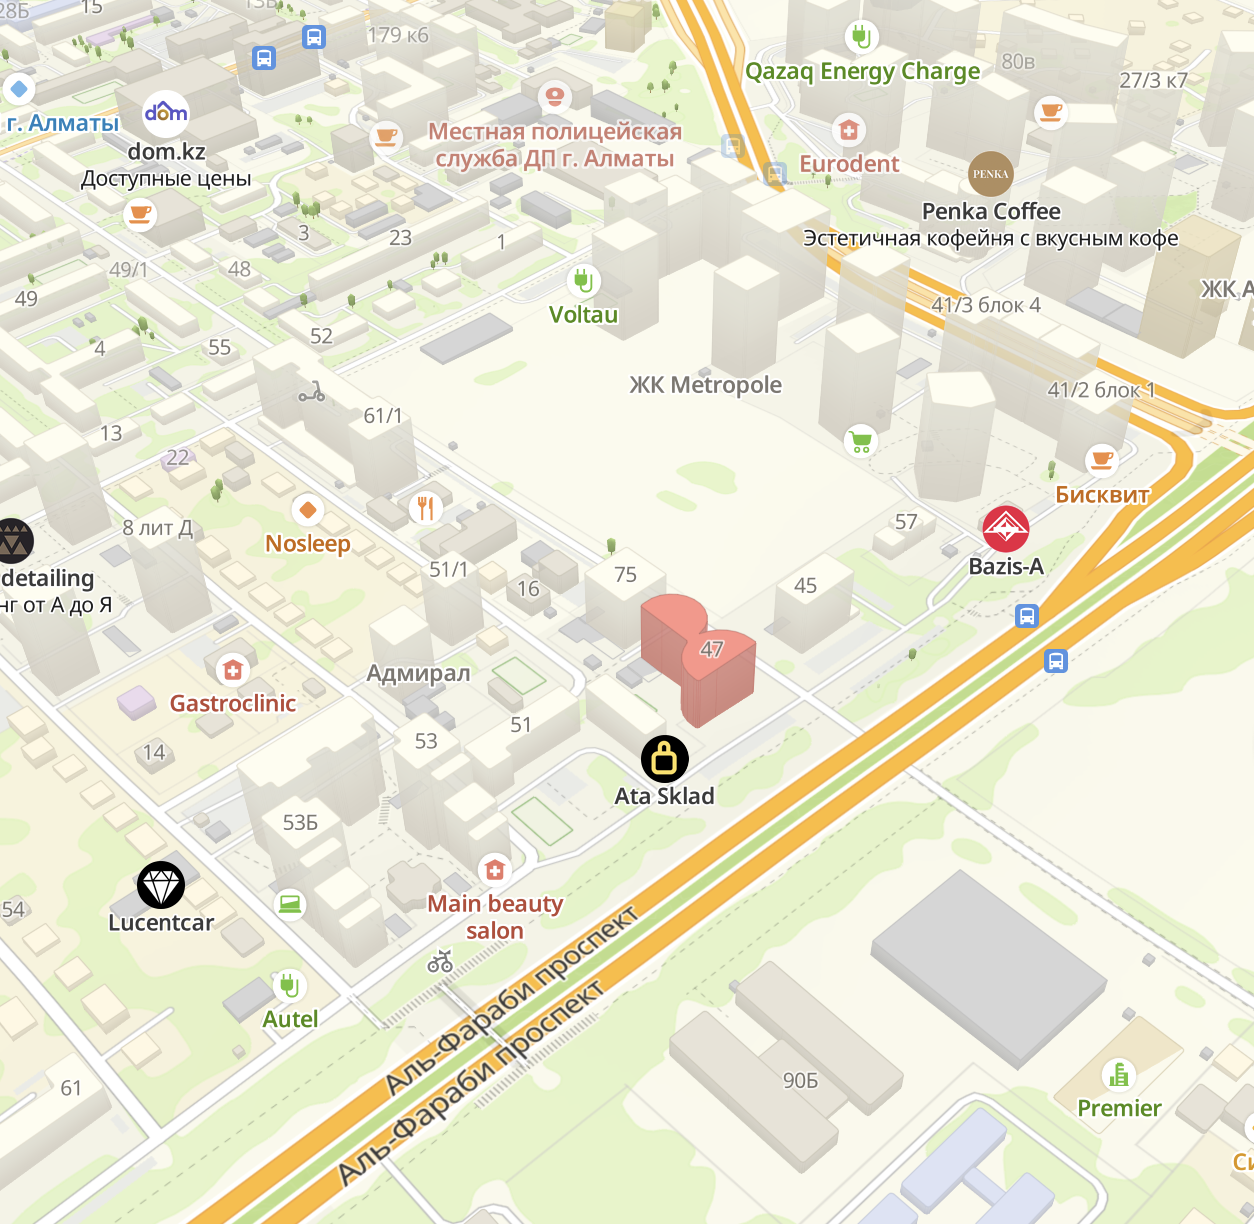 28Б
15
13В
179 к6
Qazaq Energy Charge
80в
27/3 к7
г. Алматы
dom.kz
Доступные цены
Местная полицейская
служба ДП г. Алматы
Eurodent
PENKA
Penka Coffee
Эстетичная кофейня с вкусным кофе
3
23
1
49/1
48
49
Voltau
41/3 блок 4
ЖК А
52
55
4
ЖК Metropole
41/2 блок 1
61/1
13
22
Бисквит
8 лит Д
Nosleep
57
Bazis-A
detailing
нг от А до Я
51/1
16
75
45
47
Адмирал
Gastroclinic
51
53
14
Ata Sklad
53Б
Lucentcar
54
Main beauty
salon
Autel
Аль-Фараби проспект
Аль-Фараби проспект
61
90Б
Premier
Си